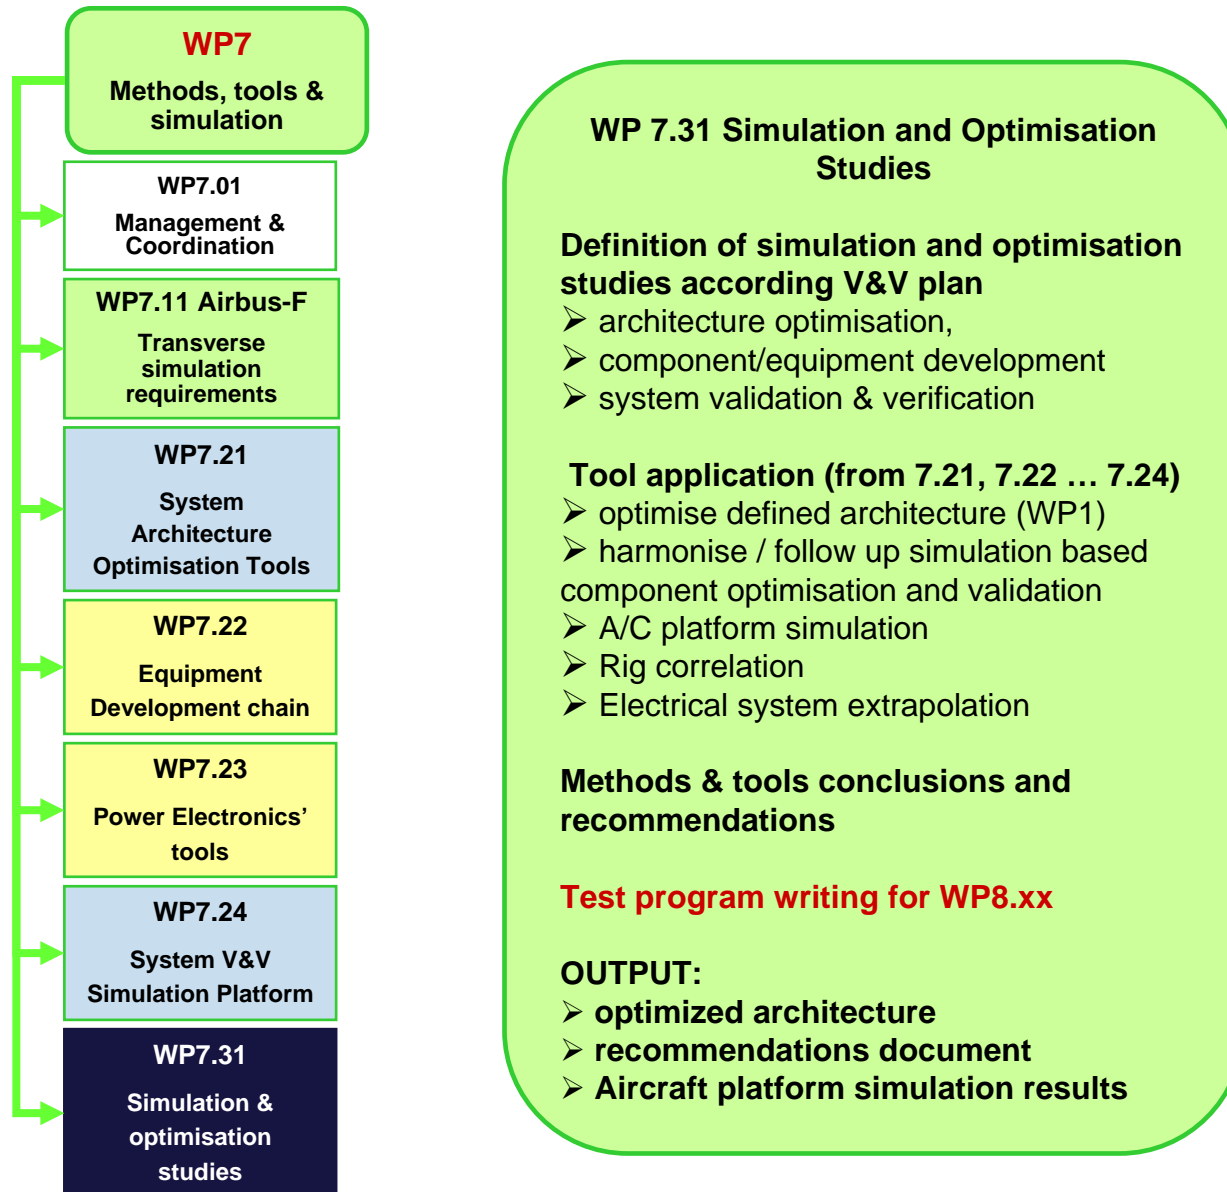 WP7
Methods, tools &
simulation
WP7.01
Management &
Coordination
WP7.11 Airbus-F
Transverse
simulation
requirements
WP7.21
System
Architecture
Optimisation Tools
WP7.22
Equipment
Development chain
WP7.23
Power Electronics’
tools
WP7.24
System V&V
Simulation Platform
WP7.31
Simulation &
optimisation
studies
WP 7.31 Simulation and Optimisation
Studies
Definition of simulation and optimisation
studies according V&V plan
➢ architecture optimisation,
➢ component/equipment development
➢ system validation & verification
Tool application (from 7.21, 7.22 … 7.24)
➢ optimise defined architecture (WP1)
➢ harmonise / follow up simulation based
component optimisation and validation
➢ A/C platform simulation
➢ Rig correlation
➢ Electrical system extrapolation
Methods & tools conclusions and
recommendations
Test program writing for WP8.xx
OUTPUT:
➢ optimized architecture
➢ recommendations document
➢ Aircraft platform simulation results